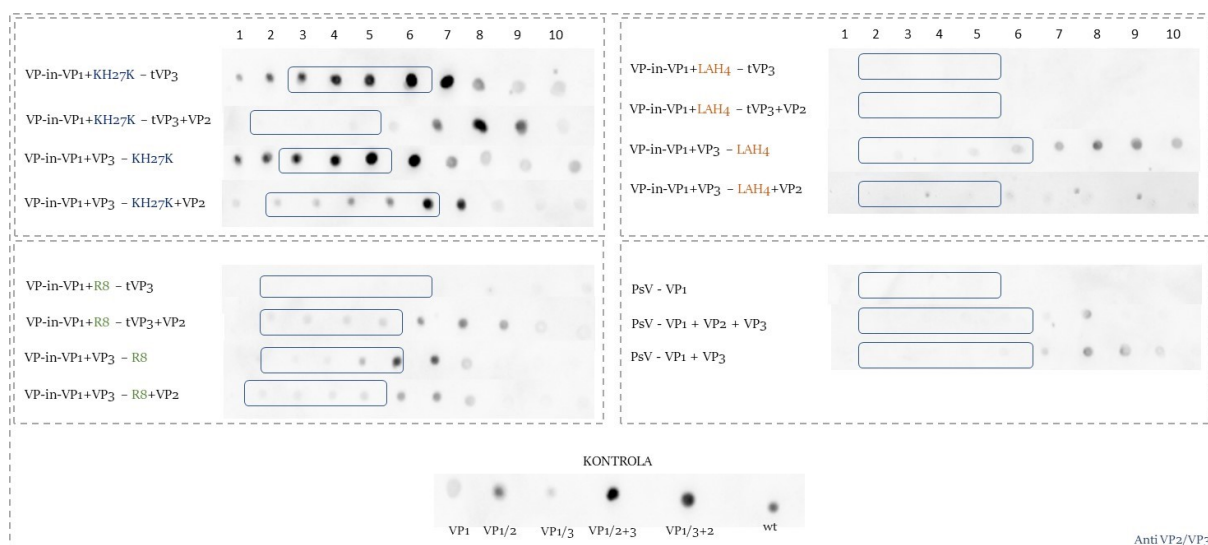 1 2 3 4 5 6 7 8 9 10
VP-in-VP1+KH27K – tVP3
VP-in-VP1+KH27K – tVP3+VP2
VP-in-VP1+VP3 – KH27K
VP-in-VP1+VP3 – KH27K+VP2
1 2 3 4 5 6 7 8 9 10
VP-in-VP1+LAH4 – tVP3
VP-in-VP1+LAH4 – tVP3+VP2
VP-in-VP1+VP3 – LAH4
VP-in-VP1+VP3 – LAH4+VP2
VP-in-VP1+R8 – tVP3
VP-in-VP1+R8 – tVP3+VP2
VP-in-VP1+VP3 – R8
VP-in-VP1+VP3 – R8+VP2
PsV - VP1
PsV - VP1 + VP2 + VP3
PsV - VP1 + VP3
KONTROLA
VP1 VP1/2 VP1/3 VP1/2+3 VP1/3+2 wt
Anti VP2/VP3